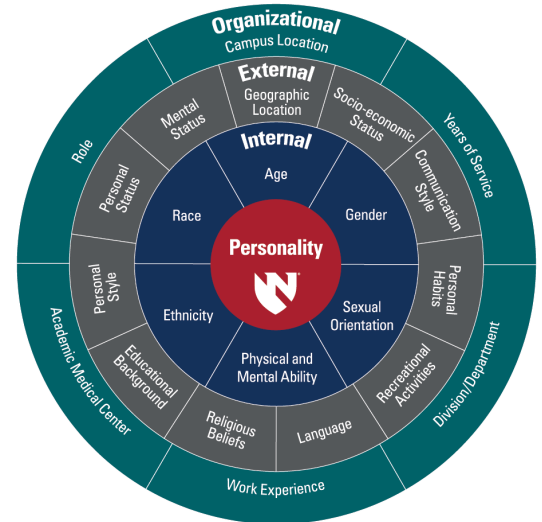 Organizational
Campus Location
Years of Service
Division/Department
Work Experience
Academic Medical Center
Role
External
Geographic
Location
Socio-economic
Status
Communication
Style
Personal
Habits
Recreational
Activities
Language
Religious
Beliefs
Educational
Background
Personal
Style
Personal
Status
Mental
Status
Internal
Age
Gender
Sexual
Orientation
Physical and
Mental Ability
Ethnicity
Race
Personality
N